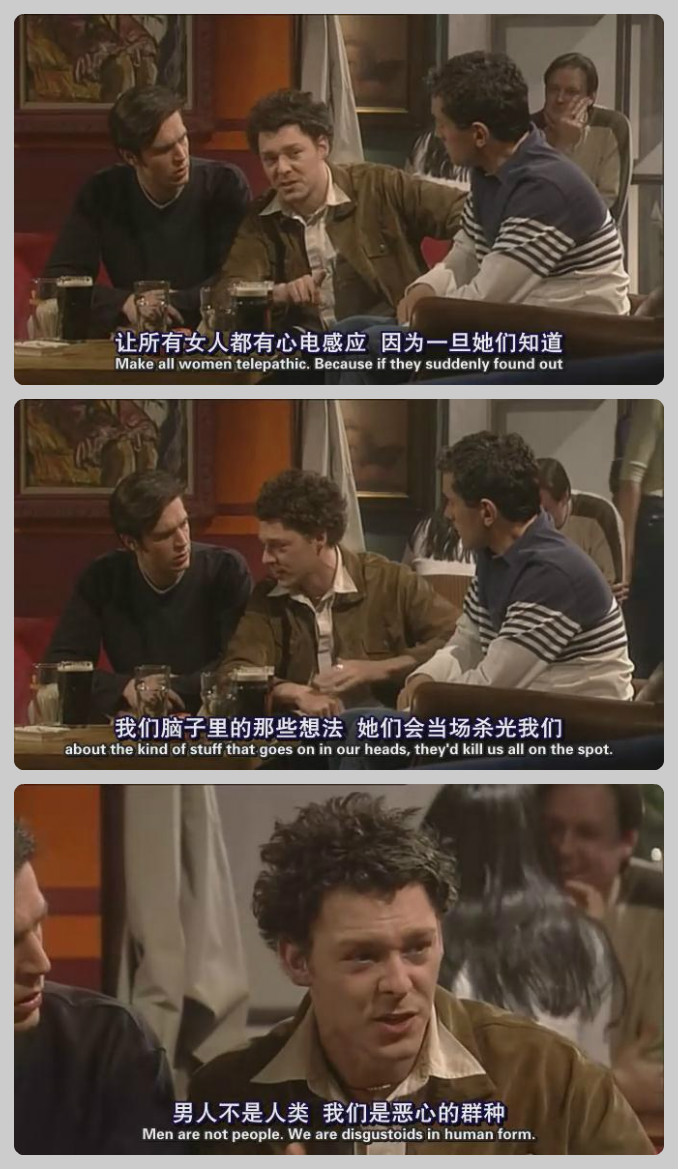 让所有女人都有心电感应 因为一旦她们知道
Make all women telepathic. Because if they suddenly found out
我们脑子里的那些想法 她们会当场杀光我们
about the kind of stuff that goes on in our heads, they'd kill us all on the spot.
男人不是人类 我们是恶心的群种
Men are not people. We are disgustoids in human form.